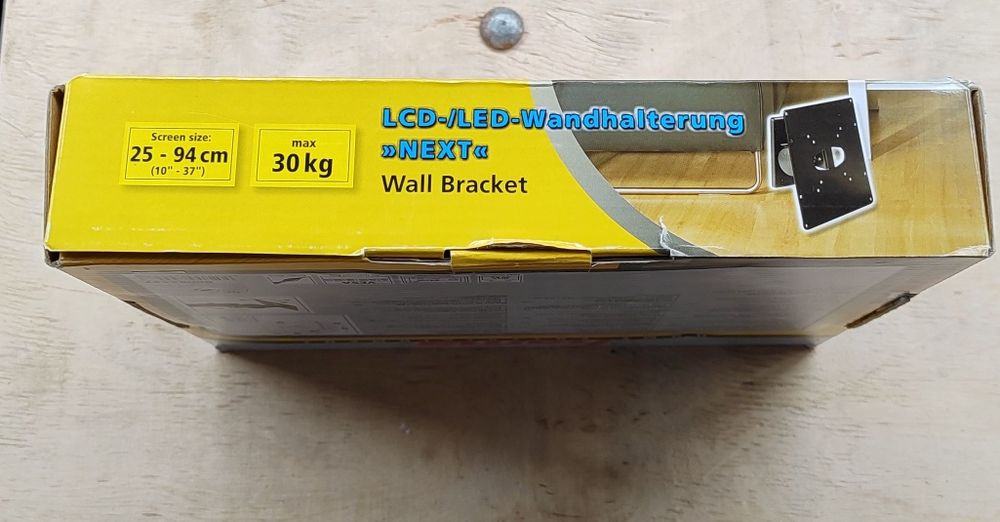 Screen size:
25 - 94 cm
(10" - 37")
max
30 kg
LCD-/LED-Wandhalterung
»NEXT«
Wall Bracket